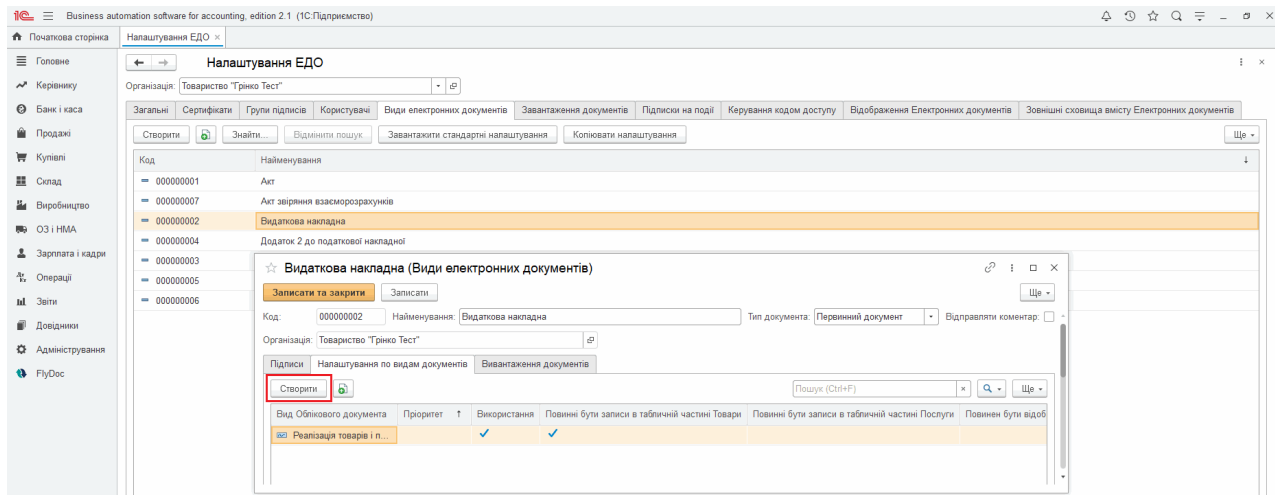 1C Business automation software for accounting, edition 2.1 (1С:Підприємство)
Початкова сторінка Налаштування ЕДО ×
Головне
Керівнику
Банк і каса
Продажі
Купівлі
Склад
Виробництво
ОЗ і НМА
Зарплата і кадри
Операції
Звіти
Довідники
Адміністрування
FlyDoc
Налаштування ЕДО
Організація: Товариство "Грінко Тест"
Загальні Сертифікати Групи підписів Користувачі Види електронних документів Завантаження документів Підписки на події Керування кодом доступу Відображення Електронних документів Зовнішні сховища вмісту Електронних документів
Створити Знайти... Відмінити пошук Завантажити стандартні налаштування Копіювати налаштування Ще
Код Найменування ↓
000000001 Акт
000000007 Акт звіряння взаєморозрахунків
000000002 Видаткова накладна
000000004 Додаток 2 до податкової накладної
000000003
000000005
000000006
Видаткова накладна (Види електронних документів)
Записати та закрити Записати Ще
Код: 000000002 Найменування: Видаткова накладна Тип документа: Первинний документ Відправляти коментар:
Організація: Товариство "Грінко Тест"
Підписи Налаштування по видам документів Вивантаження документів
Створити Пошук (Ctrl+F) × Ще
Вид Облікового документа Пріоритет ↑ Використання Повинні бути записи в табличній частині Товари Повинні бути записи в табличній частині Послуги Повинен бути відоб
Реалізація товарів і п...